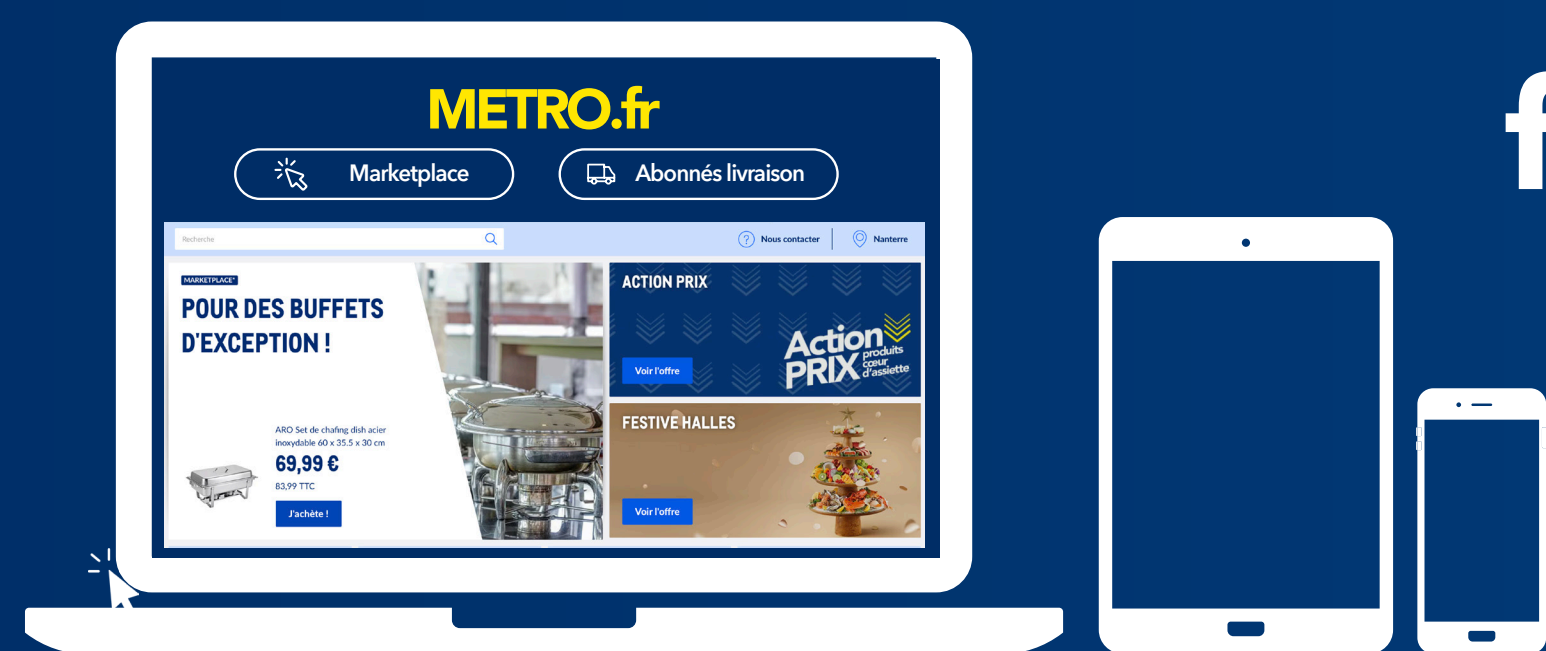 METRO.fr
Marketplace
Abonnés livraison
Recherche
? Nous contacter
Nanterre
MARKETPLACE*
POUR DES BUFFETS
D'EXCEPTION !
ARO Set de chafing dish acier
inoxydable 60 x 35.5 x 30 cm
69,99 €
83,99 TTC
J'achète !
ACTION PRIX
Voir l'offre
Action
PRIX
produits
cœur
d'assiette
FESTIVE HALLES
Voir l'offre
f